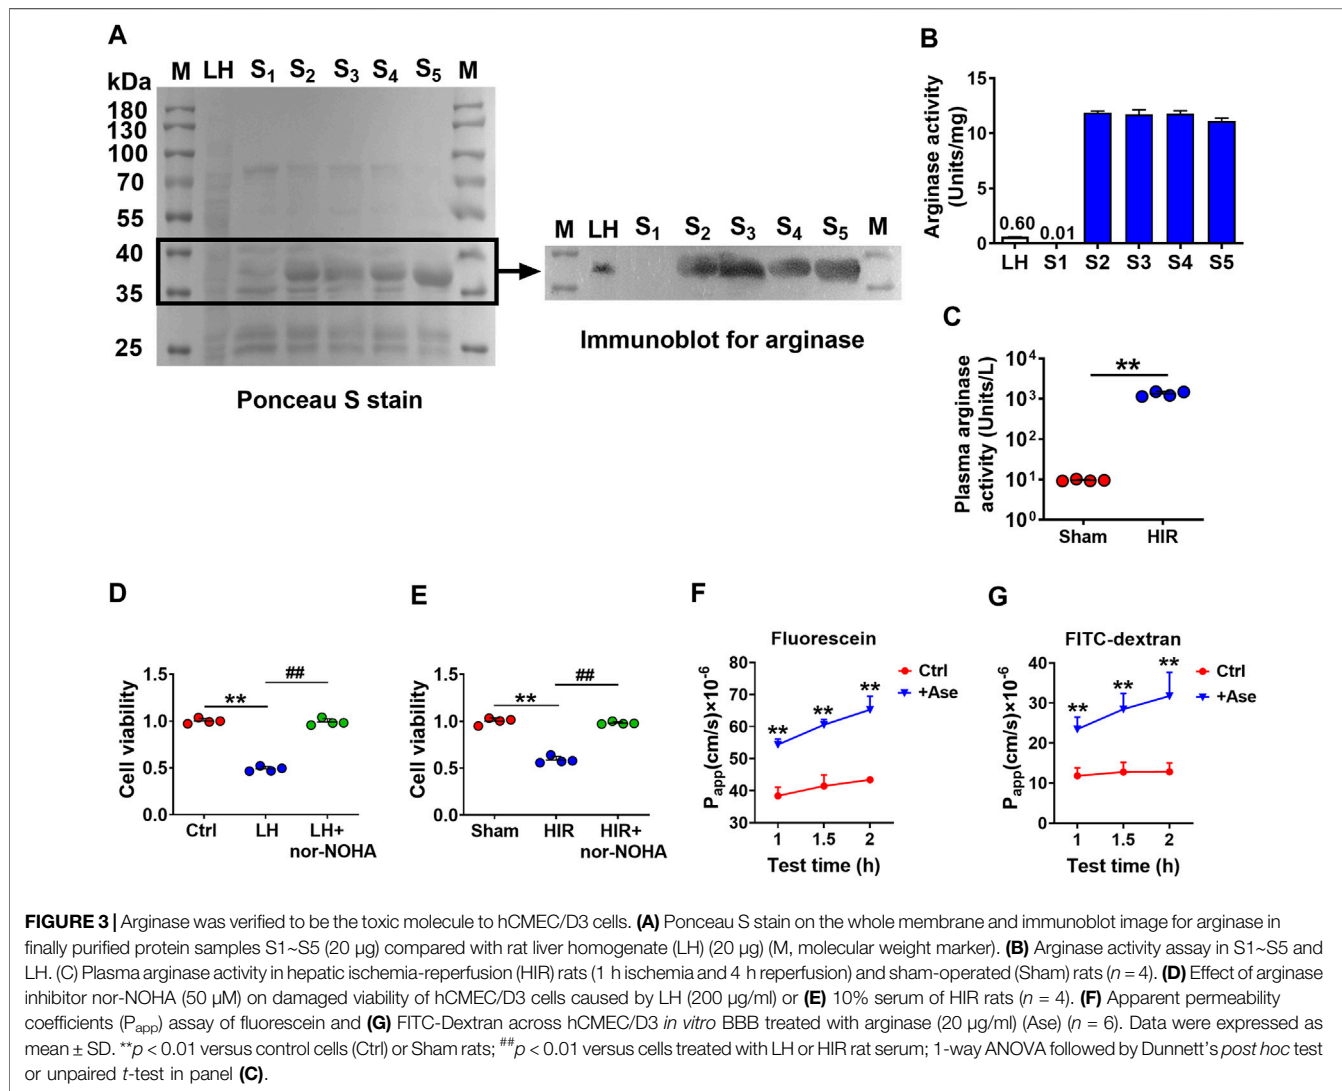 A
kDa M LH S₁ S₂ S₃ S₄ S₅ M
180
130
100
70
55
40
35
25
Ponceau S stain
M LH S₁ S₂ S₃ S₄ S₅ M
Immunoblot for arginase
B
Arginase activity
(Units/mg)
15
10
5
0
0.60
0.01
LH S1 S2 S3 S4 S5
C
Plasma arginase
activity (Units/L)
10⁴
10³
10²
10¹
10⁰
**
Sham HIR
D
Cell viability
1.5
1.0
0.5
0.0
**
##
Ctrl LH LH+
nor-NOHA
E
Cell viability
1.5
1.0
0.5
0.0
**
##
Sham HIR HIR+
nor-NOHA
F
Fluorescein
Papp(cm/s)×10⁻⁶
80
70
60
50
40
30
** ** **
Ctrl
+Ase
1 1.5 2
Test time (h)
G
FITC-dextran
Papp(cm/s)×10⁻⁶
40
30
20
10
0
** ** **
Ctrl
+Ase
1 1.5 2
Test time (h)
FIGURE 3 | Arginase was verified to be the toxic molecule to hCMEC/D3 cells. (A) Ponceau S stain on the whole membrane and immunoblot image for arginase in
finally purified protein samples S1~S5 (20 μg) compared with rat liver homogenate (LH) (20 μg) (M, molecular weight marker). (B) Arginase activity assay in S1~S5 and
LH. (C) Plasma arginase activity in hepatic ischemia-reperfusion (HIR) rats (1 h ischemia and 4 h reperfusion) and sham-operated (Sham) rats (n = 4). (D) Effect of arginase
inhibitor nor-NOHA (50 μM) on damaged viability of hCMEC/D3 cells caused by LH (200 μg/ml) or (E) 10% serum of HIR rats (n = 4). (F) Apparent permeability
coefficients (Papp) assay of fluorescein and (G) FITC-Dextran across hCMEC/D3 in vitro BBB treated with arginase (20 μg/ml) (Ase) (n = 6). Data were expressed as
mean ± SD. **p < 0.01 versus control cells (Ctrl) or Sham rats; ##p < 0.01 versus cells treated with LH or HIR rat serum; 1-way ANOVA followed by Dunnett's post hoc test
or unpaired t-test in panel (C).